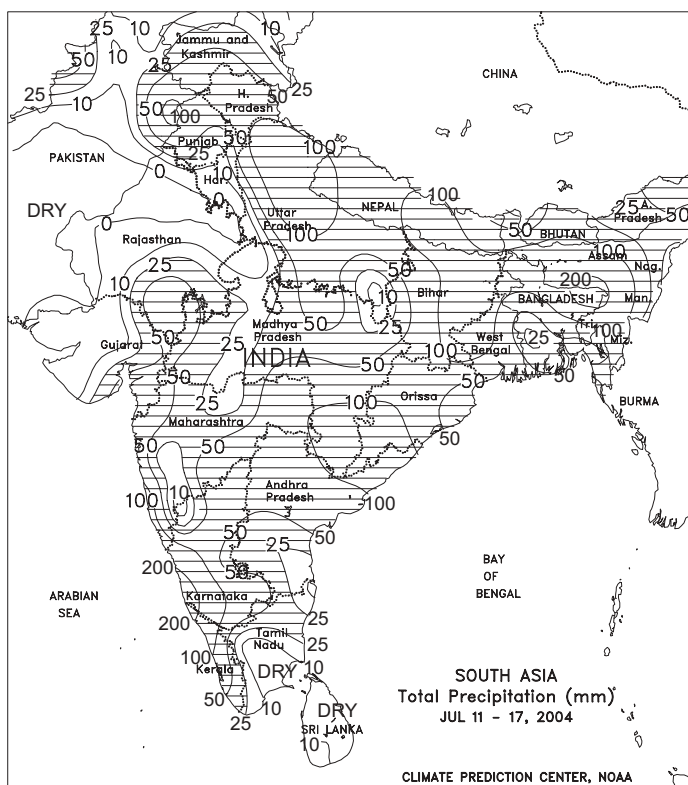 25 10 10
Jammu and
Kashmir
50 10 25
25 10 50 25
H.
Pradesh
50 100
Punjab 50
25 100
PAKISTAN 0 10
Har.
0
CHINA
DRY
0
Uttar
Pradesh
100
NEPAL 100
50
BHUTAN
25 A.
Pradesh 50
Rajasthan
25
10
50
10
25
Bihar
Assam
100
Nag.
200
BANGLADESH
Man.
50
Gujarat
Madhya
Pradesh
50
25
INDIA
50
100
West
Bengal
25
Tri.
100
Miz.
50
50
50
25
100
Orissa
50
BURMA
Maharashtra
50 50
10
100
Andhra
Pradesh
100
50
50
25
200
50
Karnataka
BAY
OF
BENGAL
ARABIAN
SEA
200
25
Tamil
Nadu
25
100
Kerala
DRY
10
50
10
25
DRY
SRI LANKA
10
SOUTH ASIA
Total Precipitation (mm)
JUL 11 - 17, 2004
CLIMATE PREDICTION CENTER, NOAA